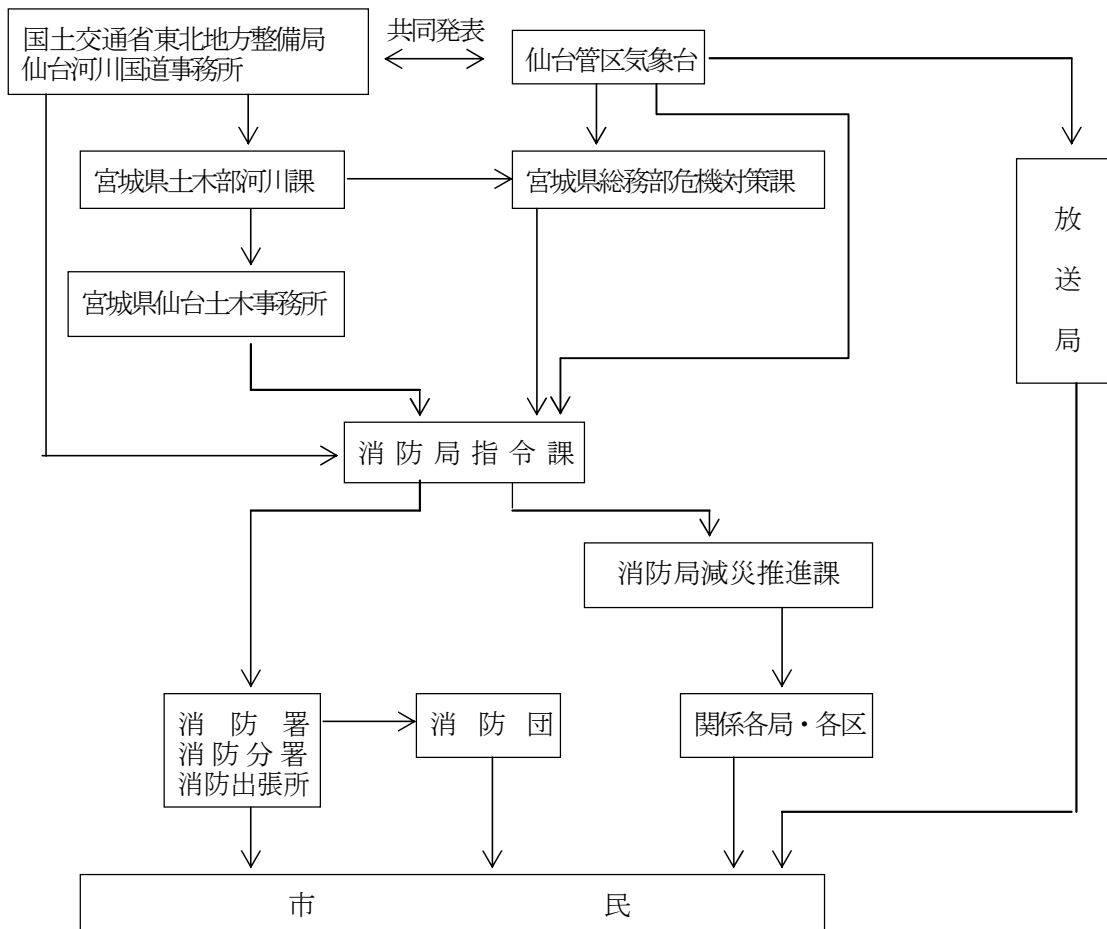 国土交通省東北地方整備局
仙台河川国道事務所
共同発表
仙台管区気象台
宮城県土木部河川課
宮城県総務部危機対策課
放送局
宮城県仙台土木事務所
消防局指令課
消防局減災推進課
消防署
消防分署
消防出張所
消防団
関係各局・各区
市民